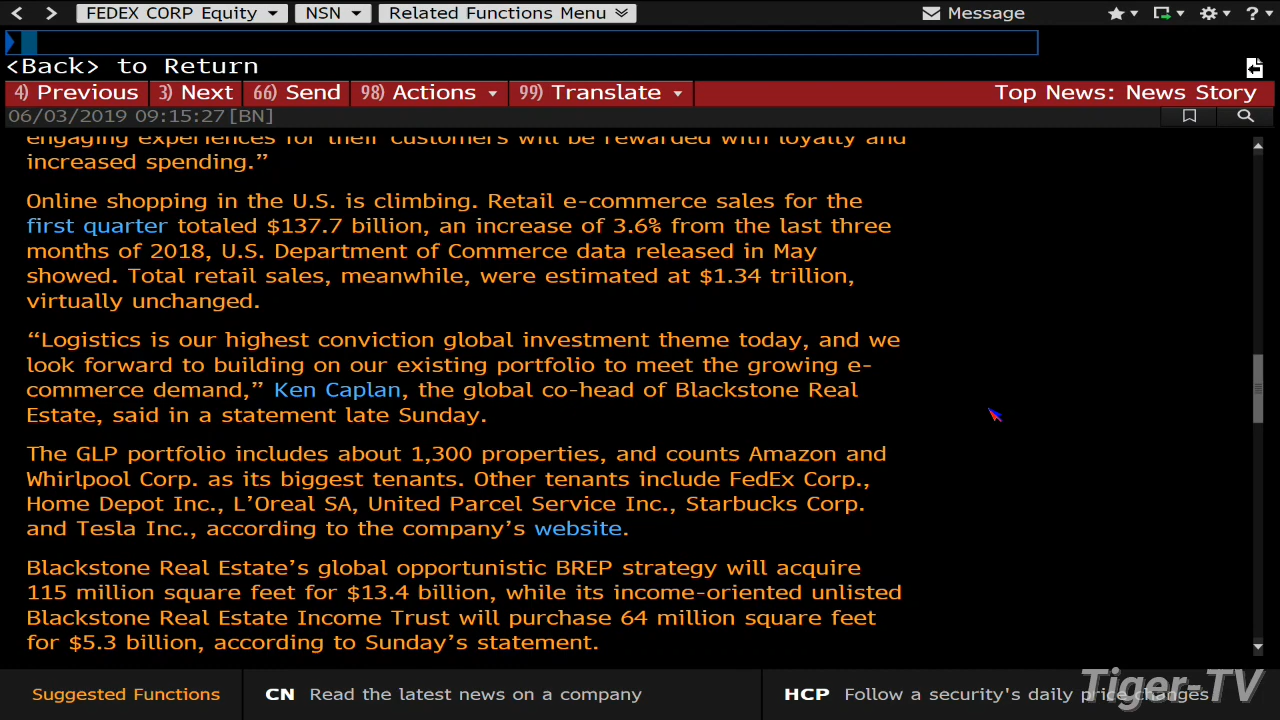 FEDEX CORP Equity NSN Related Functions Menu Message ?
<Back> to Return
4) Previous 3) Next 66) Send 98) Actions 99) Translate Top News: News Story
06/03/2019 09:15:27[BN]
engaging experiences for their customers will be rewarded with loyalty and
increased spending.”
Online shopping in the U.S. is climbing. Retail e-commerce sales for the
first quarter totaled $137.7 billion, an increase of 3.6% from the last three
months of 2018, U.S. Department of Commerce data released in May
showed. Total retail sales, meanwhile, were estimated at $1.34 trillion,
virtually unchanged.
“Logistics is our highest conviction global investment theme today, and we
look forward to building on our existing portfolio to meet the growing e-
commerce demand,” Ken Caplan, the global co-head of Blackstone Real
Estate, said in a statement late Sunday.
The GLP portfolio includes about 1,300 properties, and counts Amazon and
Whirlpool Corp. as its biggest tenants. Other tenants include FedEx Corp.,
Home Depot Inc., L’Oreal SA, United Parcel Service Inc., Starbucks Corp.
and Tesla Inc., according to the company’s website.
Blackstone Real Estate’s global opportunistic BREP strategy will acquire
115 million square feet for $13.4 billion, while its income-oriented unlisted
Blackstone Real Estate Income Trust will purchase 64 million square feet
for $5.3 billion, according to Sunday’s statement.
Suggested Functions CN Read the latest news on a company HCP Follow a security's daily price changes
Tiger-TV